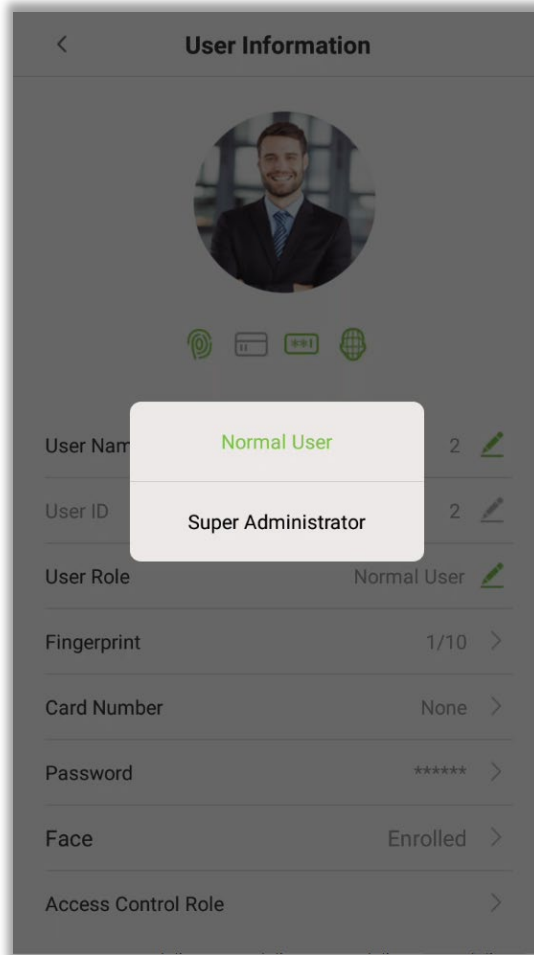 User Information
**I
Normal User
User Nam 2
User ID 2
Super Administrator
User Role Normal User
Fingerprint 1/10
Card Number None
Password ******
Face Enrolled
Access Control Role